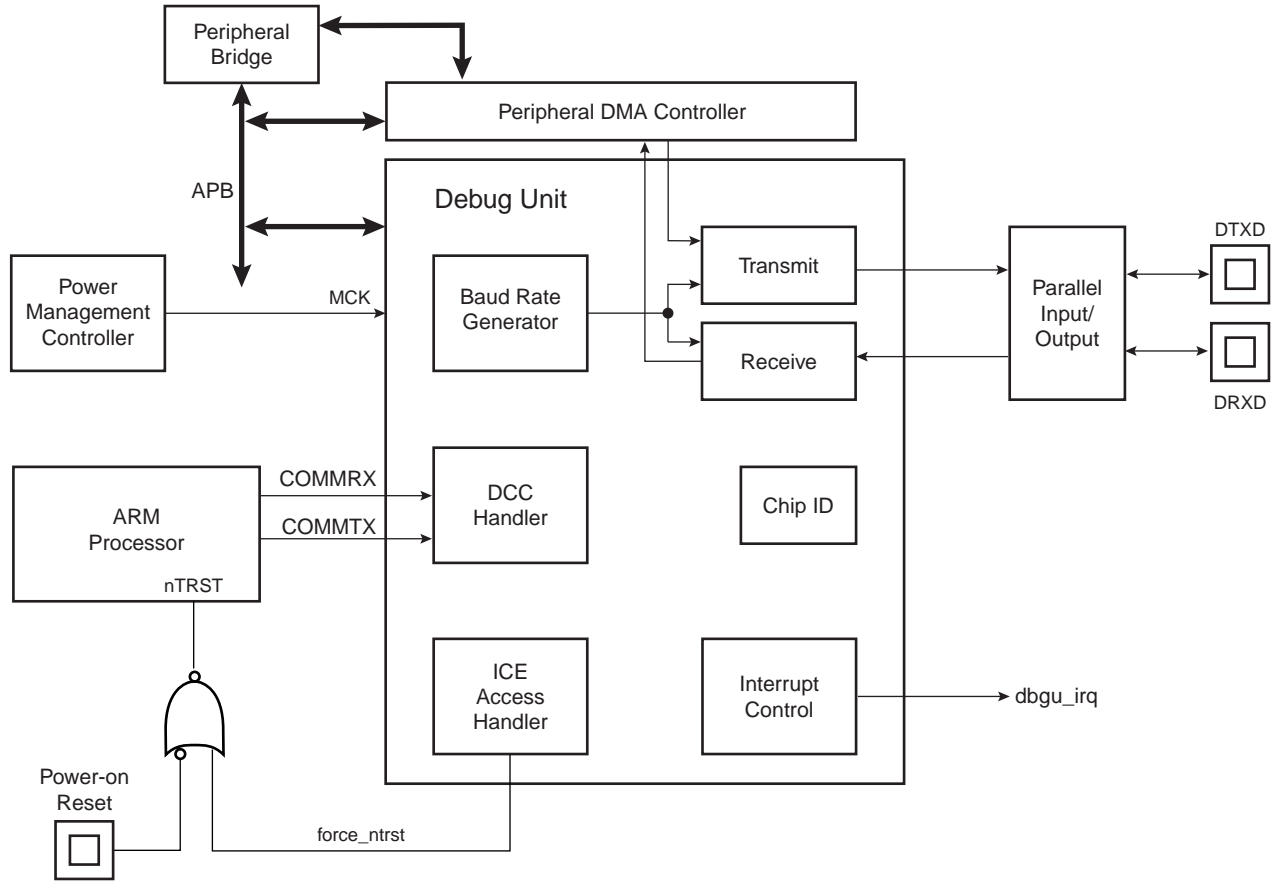 Peripheral
Bridge
Peripheral DMA Controller
APB
Debug Unit
Power
Management
Controller
MCK
Baud Rate
Generator
Transmit
Receive
Parallel
Input/
Output
DTXD
DRXD
ARM
Processor
nTRST
COMMRX
COMMTX
DCC
Handler
Chip ID
ICE
Access
Handler
Interrupt
Control
dbgu_irq
Power-on
Reset
force_ntrst